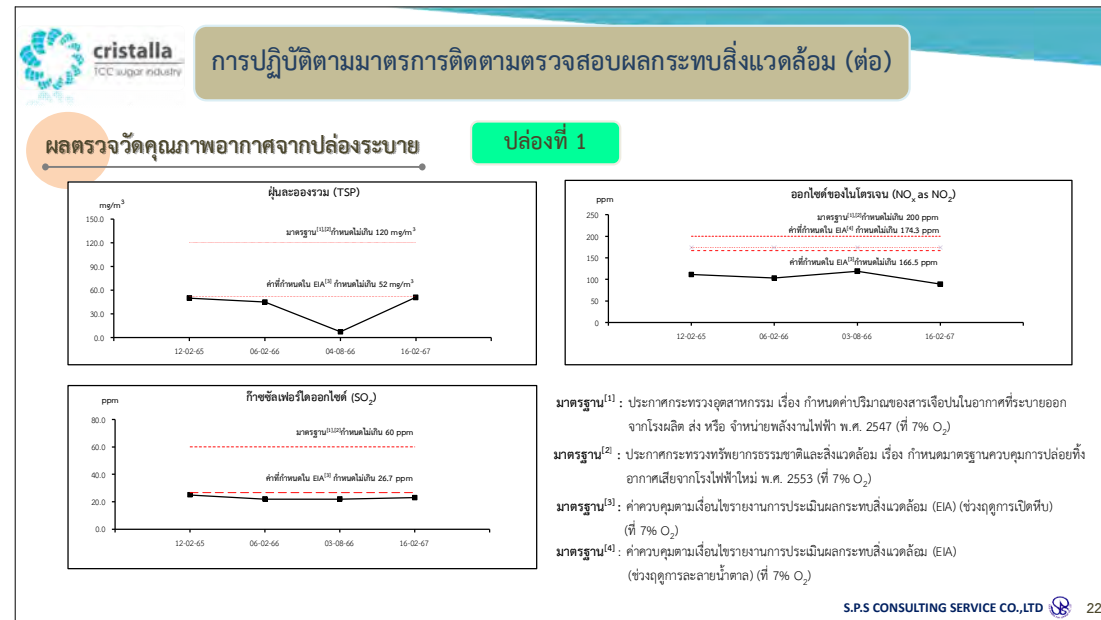 cristalla
TCC sugar industry
การปฏิบัติตามมาตรการติดตามตรวจสอบผลกระทบสิ่งแวดล้อม (ต่อ)
ผลตรวจวัดคุณภาพอากาศจากปล่องระบาย
ปล่องที่ 1
ฝุ่นละอองรวม (TSP)
mg/m³
150.0
120.0
90.0
60.0
30.0
0.0
มาตรฐาน[1],[2]กำหนดไม่เกิน 120 mg/m³
ค่าที่กำหนดใน EIA[3] กำหนดไม่เกิน 52 mg/m³
12-02-65 06-02-66 04-08-66 16-02-67
ออกไซด์ของไนโตรเจน (NOx as NO2)
ppm
250
200
150
100
50
0
มาตรฐาน[1],[2]กำหนดไม่เกิน 200 ppm
ค่าที่กำหนดใน EIA[4] กำหนดไม่เกิน 174.3 ppm
ค่าที่กำหนดใน EIA[3]กำหนดไม่เกิน 166.5 ppm
12-02-65 06-02-66 03-08-66 16-02-67
ก๊าซซัลเฟอร์ไดออกไซด์ (SO2)
ppm
80.0
60.0
40.0
20.0
0.0
มาตรฐาน[1],[2]กำหนดไม่เกิน 60 ppm
ค่าที่กำหนดใน EIA[3] กำหนดไม่เกิน 26.7 ppm
12-02-65 06-02-66 03-08-66 16-02-67
มาตรฐาน[1] : ประกาศกระทรวงอุตสาหกรรม เรื่อง กำหนดค่าปริมาณของสารเจือปนในอากาศที่ระบายออก
จากโรงผลิต ส่ง หรือ จำหน่ายพลังงานไฟฟ้า พ.ศ. 2547 (ที่ 7% O2)
มาตรฐาน[2] : ประกาศกระทรวงทรัพยากรธรรมชาติและสิ่งแวดล้อม เรื่อง กำหนดมาตรฐานควบคุมการปล่อยทิ้ง
อากาศเสียจากโรงไฟฟ้าใหม่ พ.ศ. 2553 (ที่ 7% O2)
มาตรฐาน[3] : ค่าควบคุมตามเงื่อนไขรายงานการประเมินผลกระทบสิ่งแวดล้อม (EIA) (ช่วงฤดูการเปิดหีบ)
(ที่ 7% O2)
มาตรฐาน[4] : ค่าควบคุมตามเงื่อนไขรายงานการประเมินผลกระทบสิ่งแวดล้อม (EIA)
(ช่วงฤดูการละลายน้ำตาล) (ที่ 7% O2)
S.P.S CONSULTING SERVICE CO.,LTD 22